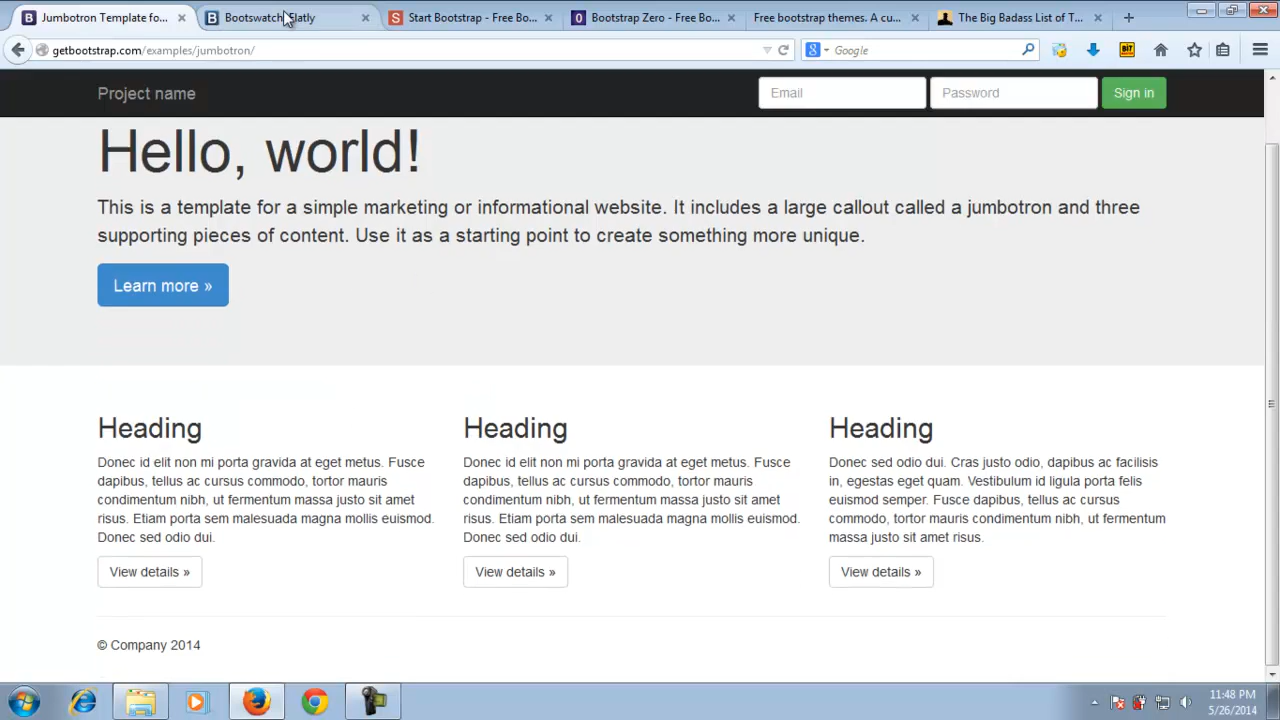 Jumbotron Template fo...
Bootswatch: Flatly
Start Bootstrap - Free Bo...
Bootstrap Zero - Free Bo...
Free bootstrap themes. A cu...
The Big Badass List of T...
getbootstrap.com/examples/jumbotron/
Google
Project name
Email
Password
Sign in
Hello, world!
This is a template for a simple marketing or informational website. It includes a large callout called a jumbotron and three
supporting pieces of content. Use it as a starting point to create something more unique.
Learn more »
Heading
Donec id elit non mi porta gravida at eget metus. Fusce
dapibus, tellus ac cursus commodo, tortor mauris
condimentum nibh, ut fermentum massa justo sit amet
risus. Etiam porta sem malesuada magna mollis euismod.
Donec sed odio dui.
View details »
Heading
Donec id elit non mi porta gravida at eget metus. Fusce
dapibus, tellus ac cursus commodo, tortor mauris
condimentum nibh, ut fermentum massa justo sit amet
risus. Etiam porta sem malesuada magna mollis euismod.
Donec sed odio dui.
View details »
Heading
Donec sed odio dui. Cras justo odio, dapibus ac facilisis
in, egestas eget quam. Vestibulum id ligula porta felis
euismod semper. Fusce dapibus, tellus ac cursus
commodo, tortor mauris condimentum nibh, ut fermentum
massa justo sit amet risus.
View details »
© Company 2014
11:48 PM
5/26/2014